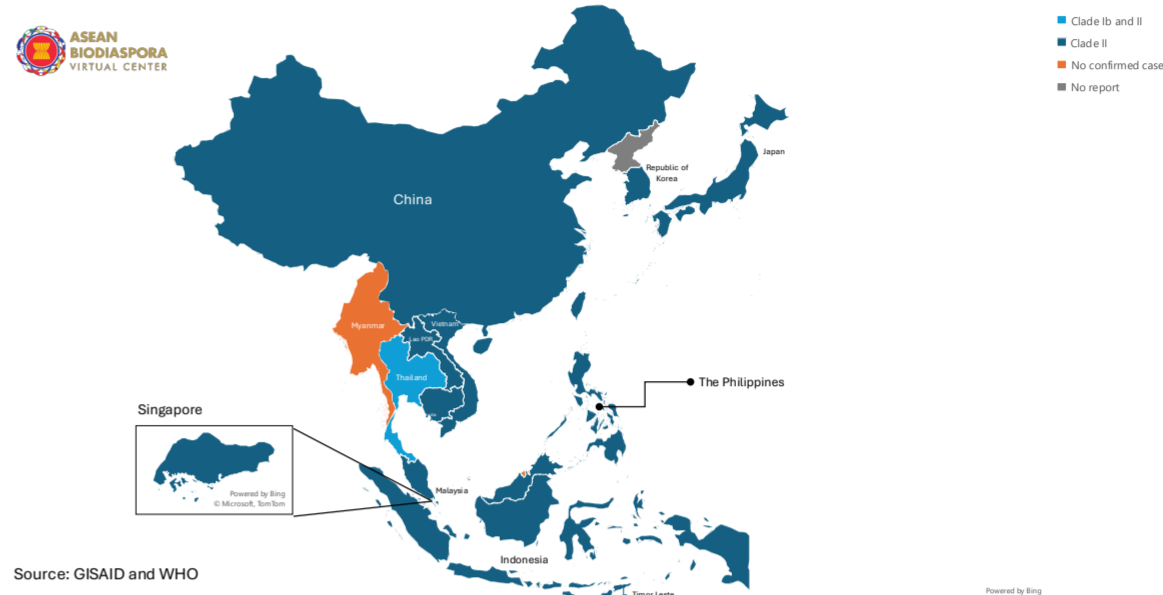 ASEAN
BIODIASPORA
VIRTUAL CENTER
Clade Ib and II
Clade II
No confirmed case
No report
Japan
Republic of
Korea
China
Myanmar
Vietnam
Lao PDR
Thailand
The Philippines
Singapore
Powered by Bing
© Microsoft, TomTom
Malaysia
Indonesia
Source: GISAID and WHO
Timor Leste
Powered by Bing